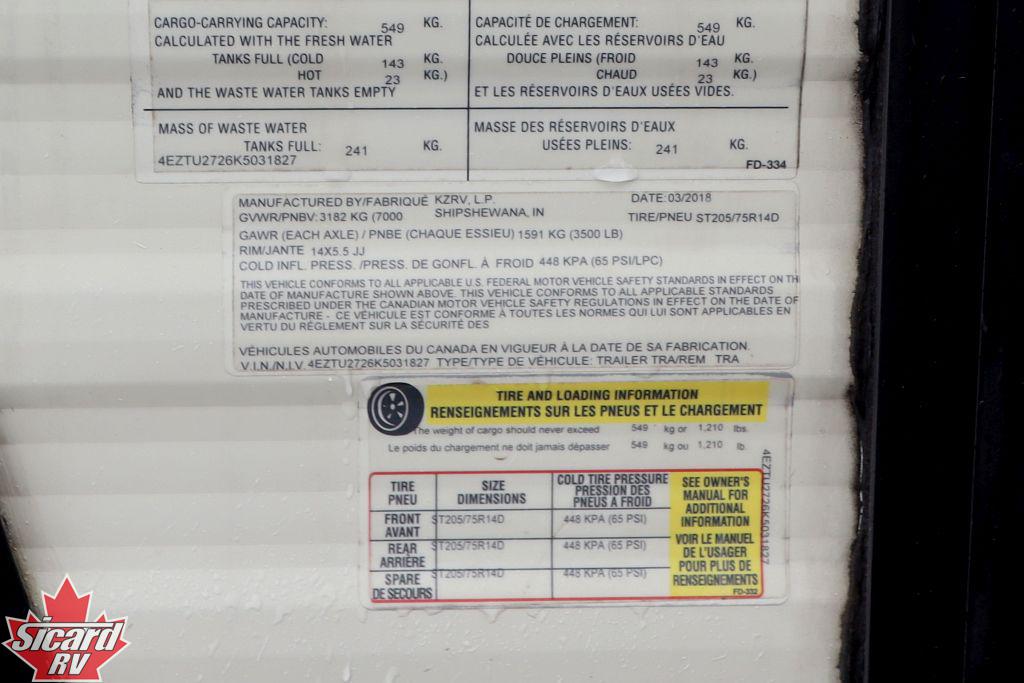 CARGO-CARRYING CAPACITY: 549 KG.
CALCULATED WITH THE FRESH WATER
TANKS FULL (COLD 143 KG.
HOT 23 KG.)
AND THE WASTE WATER TANKS EMPTY
CAPACITÉ DE CHARGEMENT: 549 KG.
CALCULÉE AVEC LES RÉSERVOIRS D'EAU
DOUCE PLEINS (FROID 143 KG.
CHAUD 23 KG.)
ET LES RÉSERVOIRS D'EAUX USÉES VIDES.
MASS OF WASTE WATER
TANKS FULL: 241 KG.
4EZTU2726K5031827
MASSE DES RÉSERVOIRS D'EAUX
USÉES PLEINS: 241 KG.
FD-334
MANUFACTURED BY/FABRIQUÉ KZRV, L.P. DATE:03/2018
GVWR/PNBV: 3182 KG (7000 SHIPSHEWANA, IN TIRE/PNEU ST205/75R14D
GAWR (EACH AXLE) / PNBE (CHAQUE ESSIEU) 1591 KG (3500 LB)
RIM/JANTE 14X5.5 JJ
COLD INFL. PRESS. /PRESS. DE GONFL. À FROID 448 KPA (65 PSI/LPC)
THIS VEHICLE CONFORMS TO ALL APPLICABLE U.S. FEDERAL MOTOR VEHICLE SAFETY STANDARDS IN EFFECT ON TH
DATE OF MANUFACTURE SHOWN ABOVE. THIS VEHICLE CONFORMS TO ALL APPLICABLE STANDARDS
PRESCRIBED UNDER THE CANADIAN MOTOR VEHICLE SAFETY REGULATIONS IN EFFECT ON THE DATE OF
MANUFACTURE - CE VÉHICULE EST CONFORME À TOUTES LES NORMES QUI LUI SONT APPLICABLES EN
VERTU DU RÉGLEMENT SUR LA SÉCURITÉ DES
VÉHICULES AUTOMOBILES DU CANADA EN VIGUEUR À LA DATE DE SA FABRICATION.
V.I.N./N.I.V. 4EZTU2726K5031827 TYPE/TYPE DE VÉHICULE: TRAILER TRA/REM TRA
TIRE AND LOADING INFORMATION
RENSEIGNEMENTS SUR LES PNEUS ET LE CHARGEMENT
The weight of cargo should never exceed 549 kg or 1,210 lbs.
Le poids du chargement ne doit jamais dépasser 549 kg ou 1,210 lb.
TIRE
PNEU
SIZE
DIMENSIONS
COLD TIRE PRESSURE
PRESSION DES
PNEUS A FROID
FRONT
AVANT
ST205/75R14D 448 KPA (65 PSI)
REAR
ARRIÈRE
ST205/75R14D 448 KPA (65 PSI)
SPARE
DE SECOURS
ST205/75R14D 448 KPA (65 PSI)
SEE OWNER'S
MANUAL FOR
ADDITIONAL
INFORMATION
VOIR LE MANUEL
DE L'USAGER
POUR PLUS DE
RENSEIGNEMENTS
FD-332
4EZTU2726K5031827
Sicard
RV